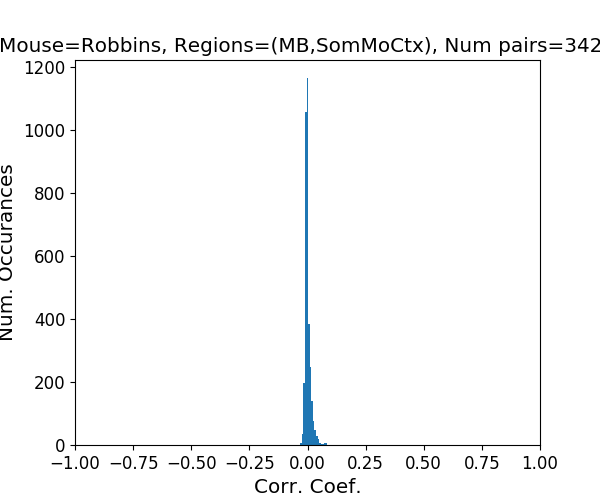 Mouse=Robbins, Regions=(MB,SomMoCtx), Num pairs=342
1200
1000
800
600
400
200
0
Num. Occurances
−1.00 −0.75 −0.50 −0.25 0.00 0.25 0.50 0.75 1.00
Corr. Coef.